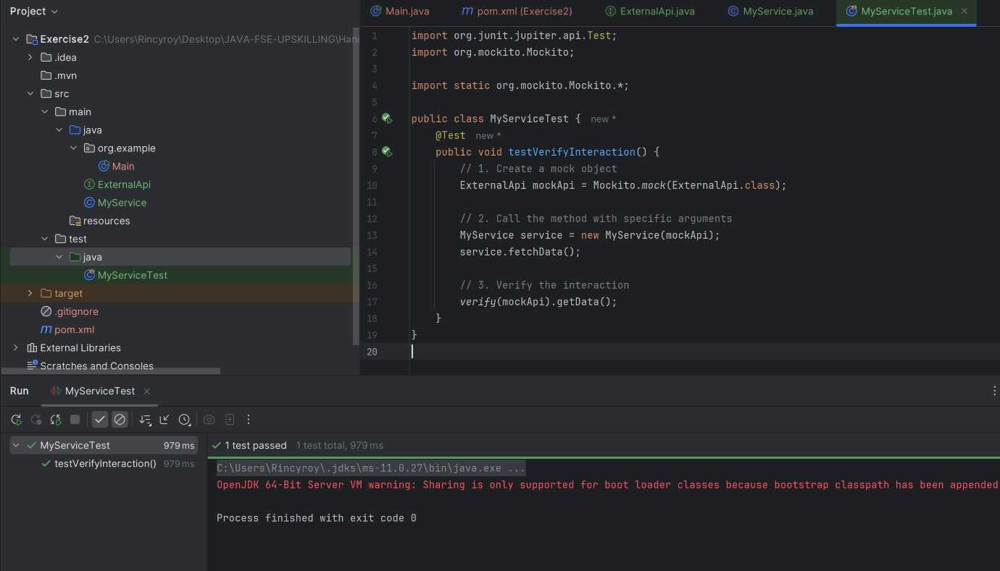 Project
Exercise2 C:\Users\Rincyroy\Desktop\JAVA-FSE-UPSKILLING\Hand
.idea
.mvn
src
main
java
org.example
Main
ExternalApi
MyService
resources
test
java
MyServiceTest
target
.gitignore
pom.xml
External Libraries
Scratches and Consoles
Main.java
pom.xml (Exercise2)
ExternalApi.java
MyService.java
MyServiceTest.java
1 import org.junit.jupiter.api.Test;
2 import org.mockito.Mockito;
3
4 import static org.mockito.Mockito.*;
5
6 public class MyServiceTest { new *
7 @Test new *
8 public void testVerifyInteraction() {
9 // 1. Create a mock object
10 ExternalApi mockApi = Mockito.mock(ExternalApi.class);
11
12 // 2. Call the method with specific arguments
13 MyService service = new MyService(mockApi);
14 service.fetchData();
15
16 // 3. Verify the interaction
17 verify(mockApi).getData();
18 }
19 }
20
Run MyServiceTest
MyServiceTest 979 ms
testVerifyInteraction() 979 ms
1 test passed 1 test total, 979 ms
C:\Users\Rincyroy\.jdks\ms-11.0.27\bin\java.exe ...
OpenJDK 64-Bit Server VM warning: Sharing is only supported for boot loader classes because bootstrap classpath has been appended
Process finished with exit code 0